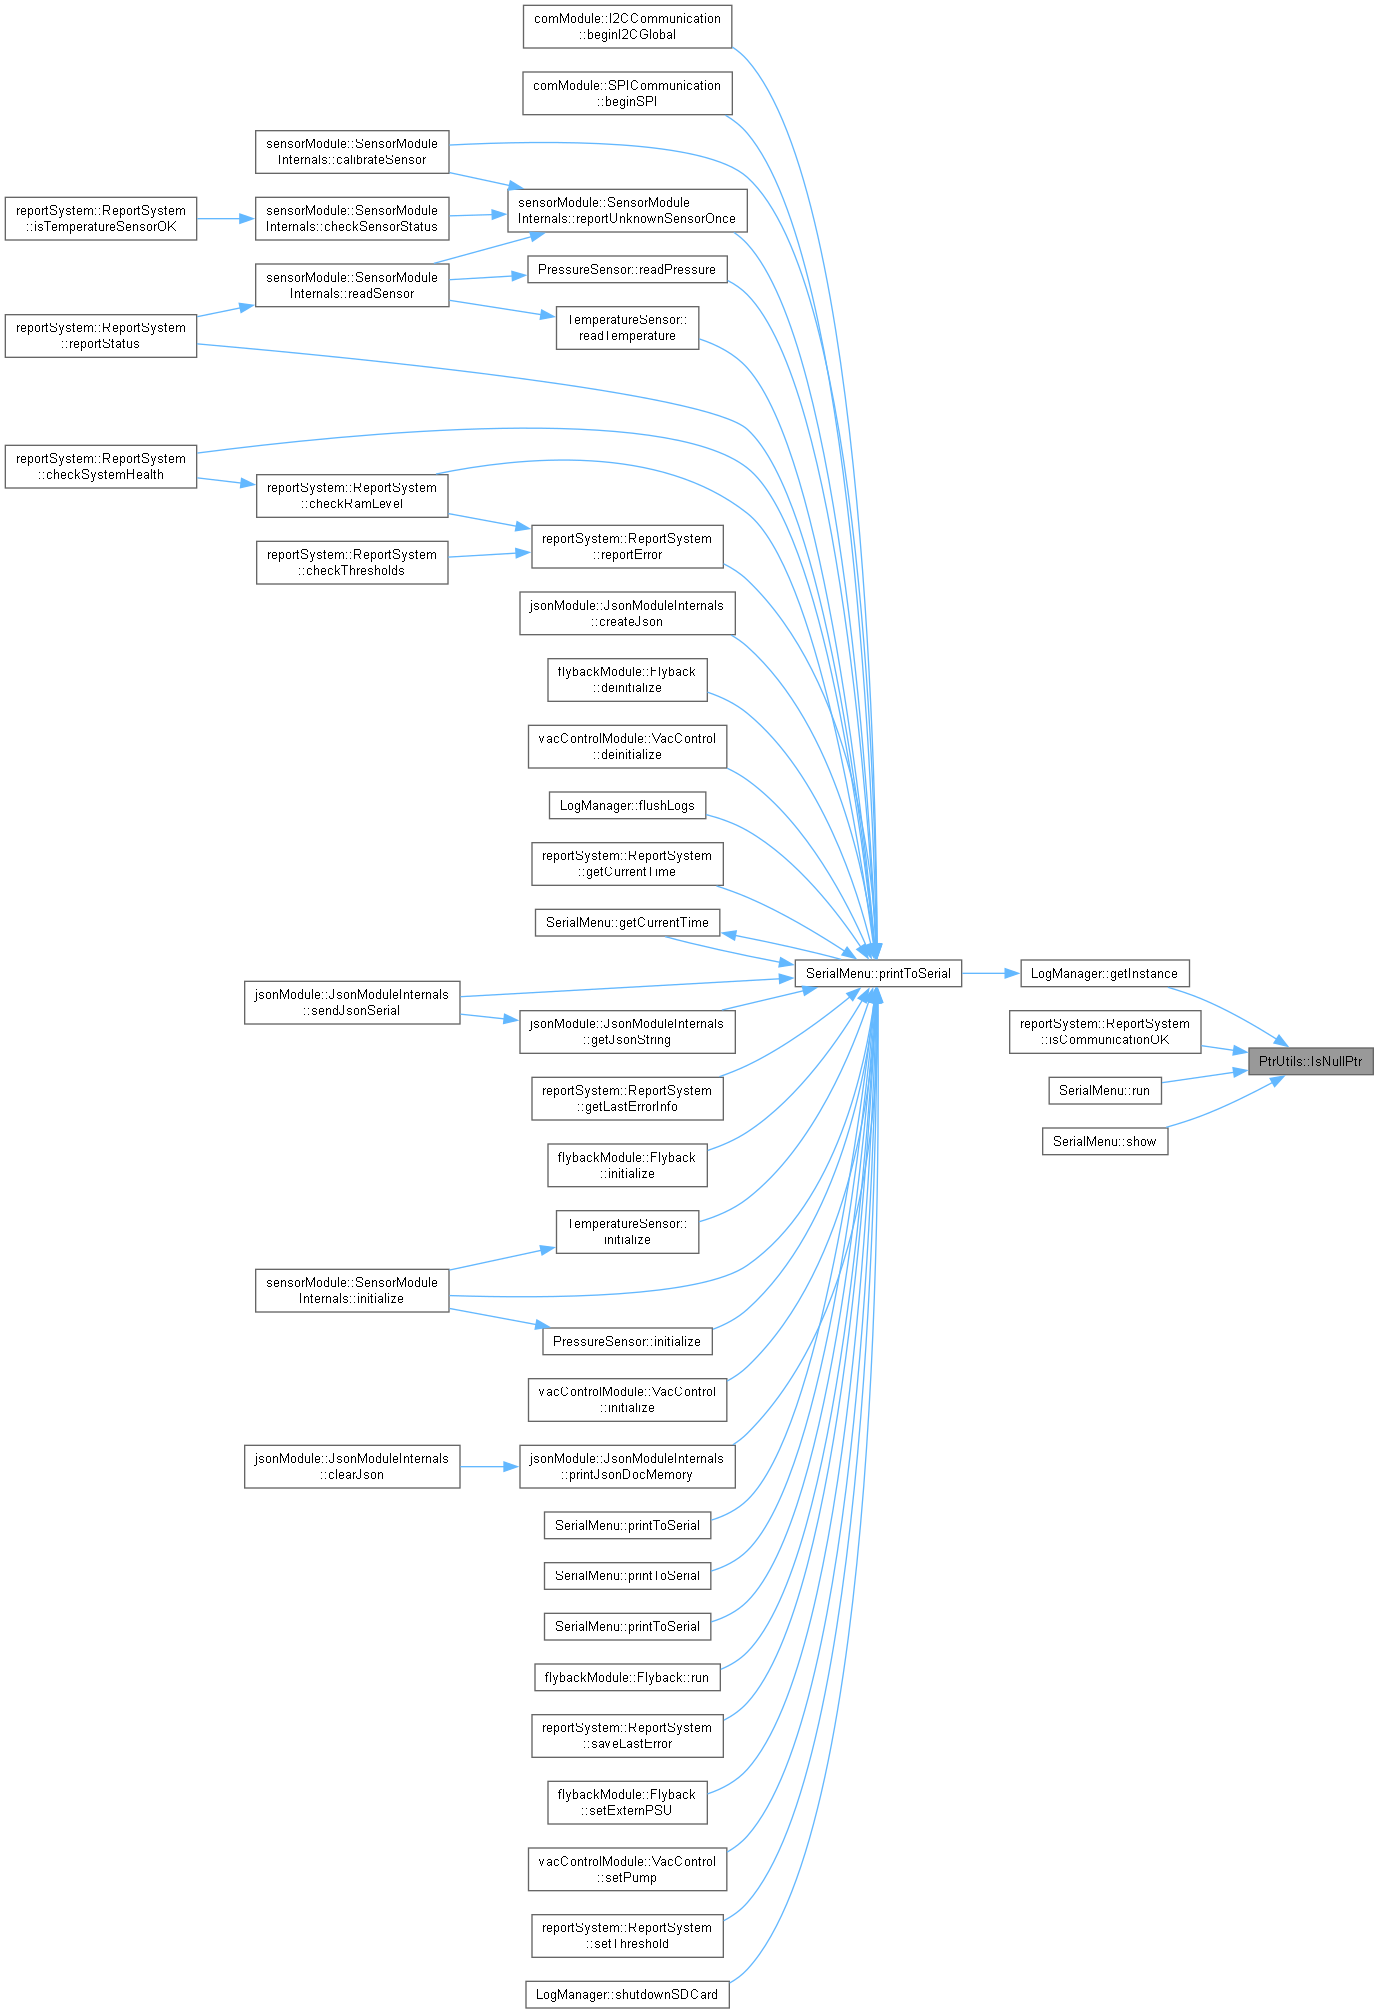 comModule::I2CCommunication
::beginI2CGlobal
comModule::SPICommunication
::beginSPI
sensorModule::SensorModule
Internals::calibrateSensor
sensorModule::SensorModule
Internals::reportUnknownSensorOnce
reportSystem::ReportSystem
::isTemperatureSensorOK
sensorModule::SensorModule
Internals::checkSensorStatus
PressureSensor::readPressure
sensorModule::SensorModule
Internals::readSensor
TemperatureSensor::
readTemperature
reportSystem::ReportSystem
::reportStatus
reportSystem::ReportSystem
::checkSystemHealth
reportSystem::ReportSystem
::checkRamLevel
reportSystem::ReportSystem
::reportError
reportSystem::ReportSystem
::checkThresholds
jsonModule::JsonModuleInternals
::createJson
flybackModule::Flyback
::deinitialize
vacControlModule::VacControl
::deinitialize
LogManager::flushLogs
reportSystem::ReportSystem
::getCurrentTime
SerialMenu::getCurrentTime
SerialMenu::printToSerial
LogManager::getInstance
jsonModule::JsonModuleInternals
::sendJsonSerial
jsonModule::JsonModuleInternals
::getJsonString
reportSystem::ReportSystem
::isCommunicationOK
PtrUtils::IsNullPtr
SerialMenu::run
reportSystem::ReportSystem
::getLastErrorInfo
SerialMenu::show
flybackModule::Flyback
::initialize
TemperatureSensor::
initialize
sensorModule::SensorModule
Internals::initialize
PressureSensor::initialize
vacControlModule::VacControl
::initialize
jsonModule::JsonModuleInternals
::clearJson
jsonModule::JsonModuleInternals
::printJsonDocMemory
SerialMenu::printToSerial
SerialMenu::printToSerial
SerialMenu::printToSerial
flybackModule::Flyback::run
reportSystem::ReportSystem
::saveLastError
flybackModule::Flyback
::setExternPSU
vacControlModule::VacControl
::setPump
reportSystem::ReportSystem
::setThreshold
LogManager::shutdownSDCard